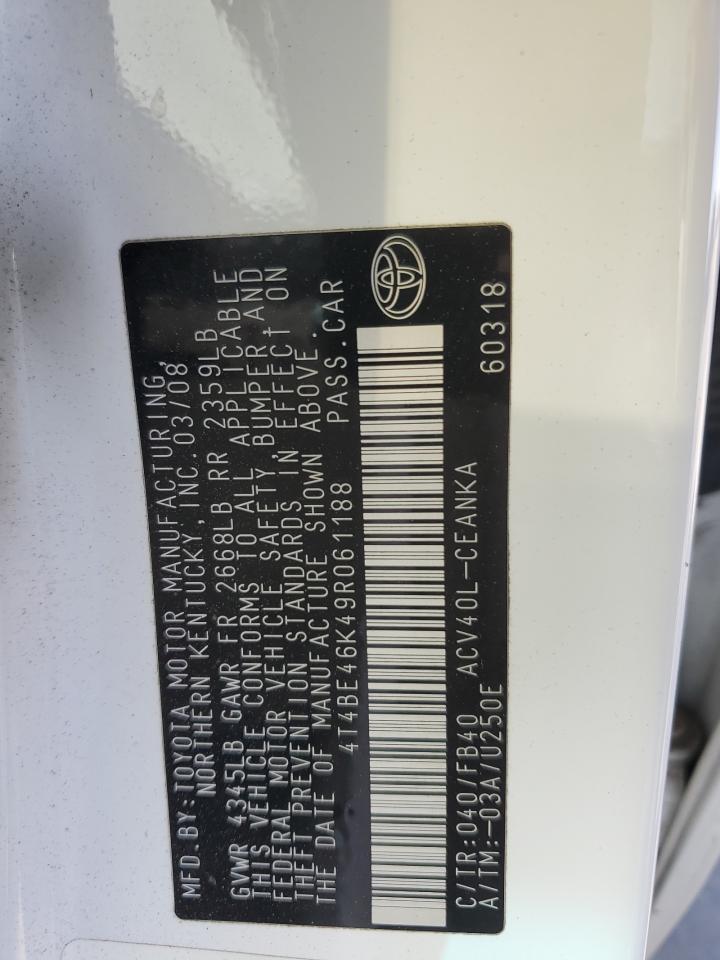 MFD.BY:TOYOTA MOTOR MANUFACTURING,
NORTHERN KENTUCKY, INC.03/08
GVWR 4345LB GAWR FR 2668LB RR 2359LB
THIS VEHICLE CONFORMS TO ALL APPLICABLE
FEDERAL MOTOR VEHICLE SAFETY, BUMPER,AND
THEFT PREVENTION STANDARDS IN EFFECT ON
THE DATE OF MANUFACTURE SHOWN ABOVE.
4T4BE46K49R061188 PASS.CAR
C/TR:040/FB40 ACV40L-CEANKA
A/TM:-03A/U250E 60318